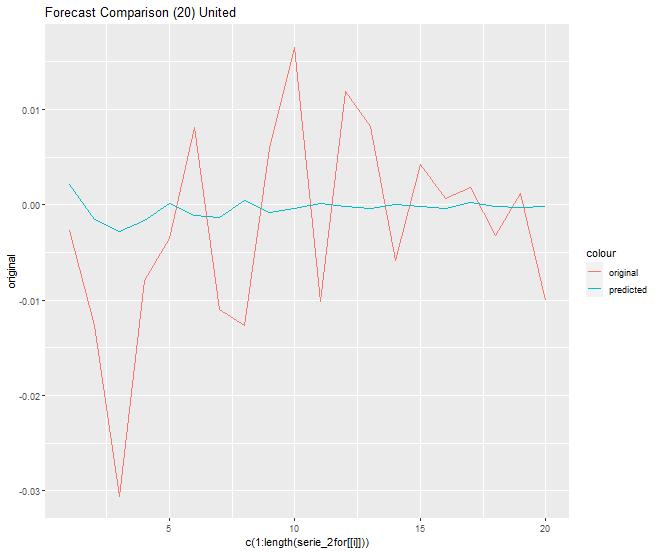 Forecast Comparison (20) United
original
0.01
0.00
-0.01
-0.02
-0.03
5
10
15
20
c(1:length(serie_2for[[i]]))
colour
original
predicted